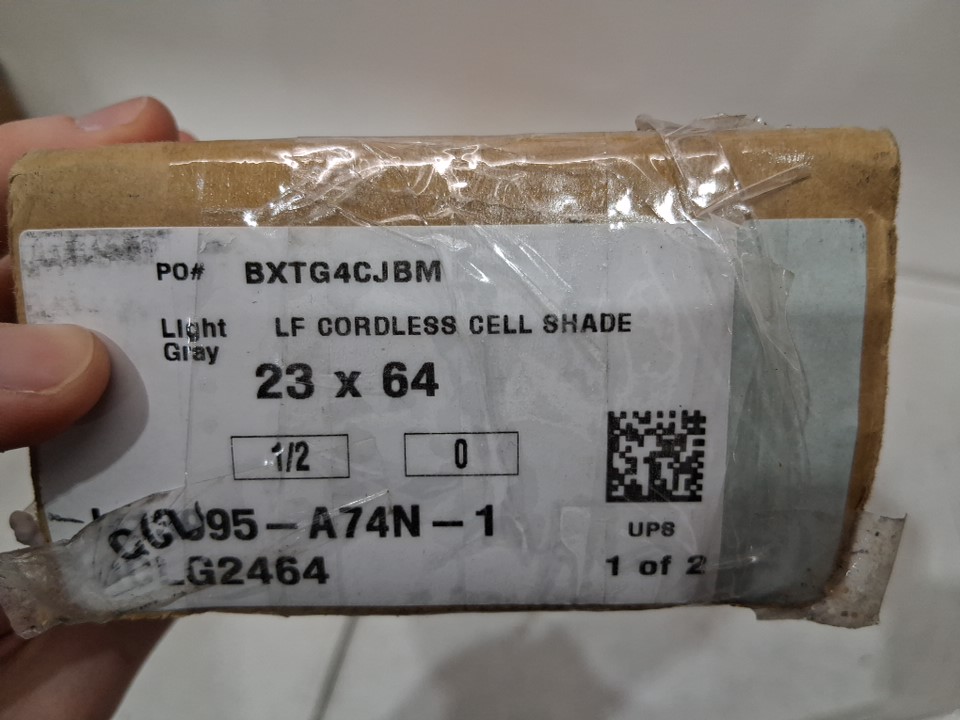 PO# BXTG4CJBM
Light Gray LF CORDLESS CELL SHADE
23 x 64
1/2 0
95-A74N-1
LG2464
UPS
1 of 2